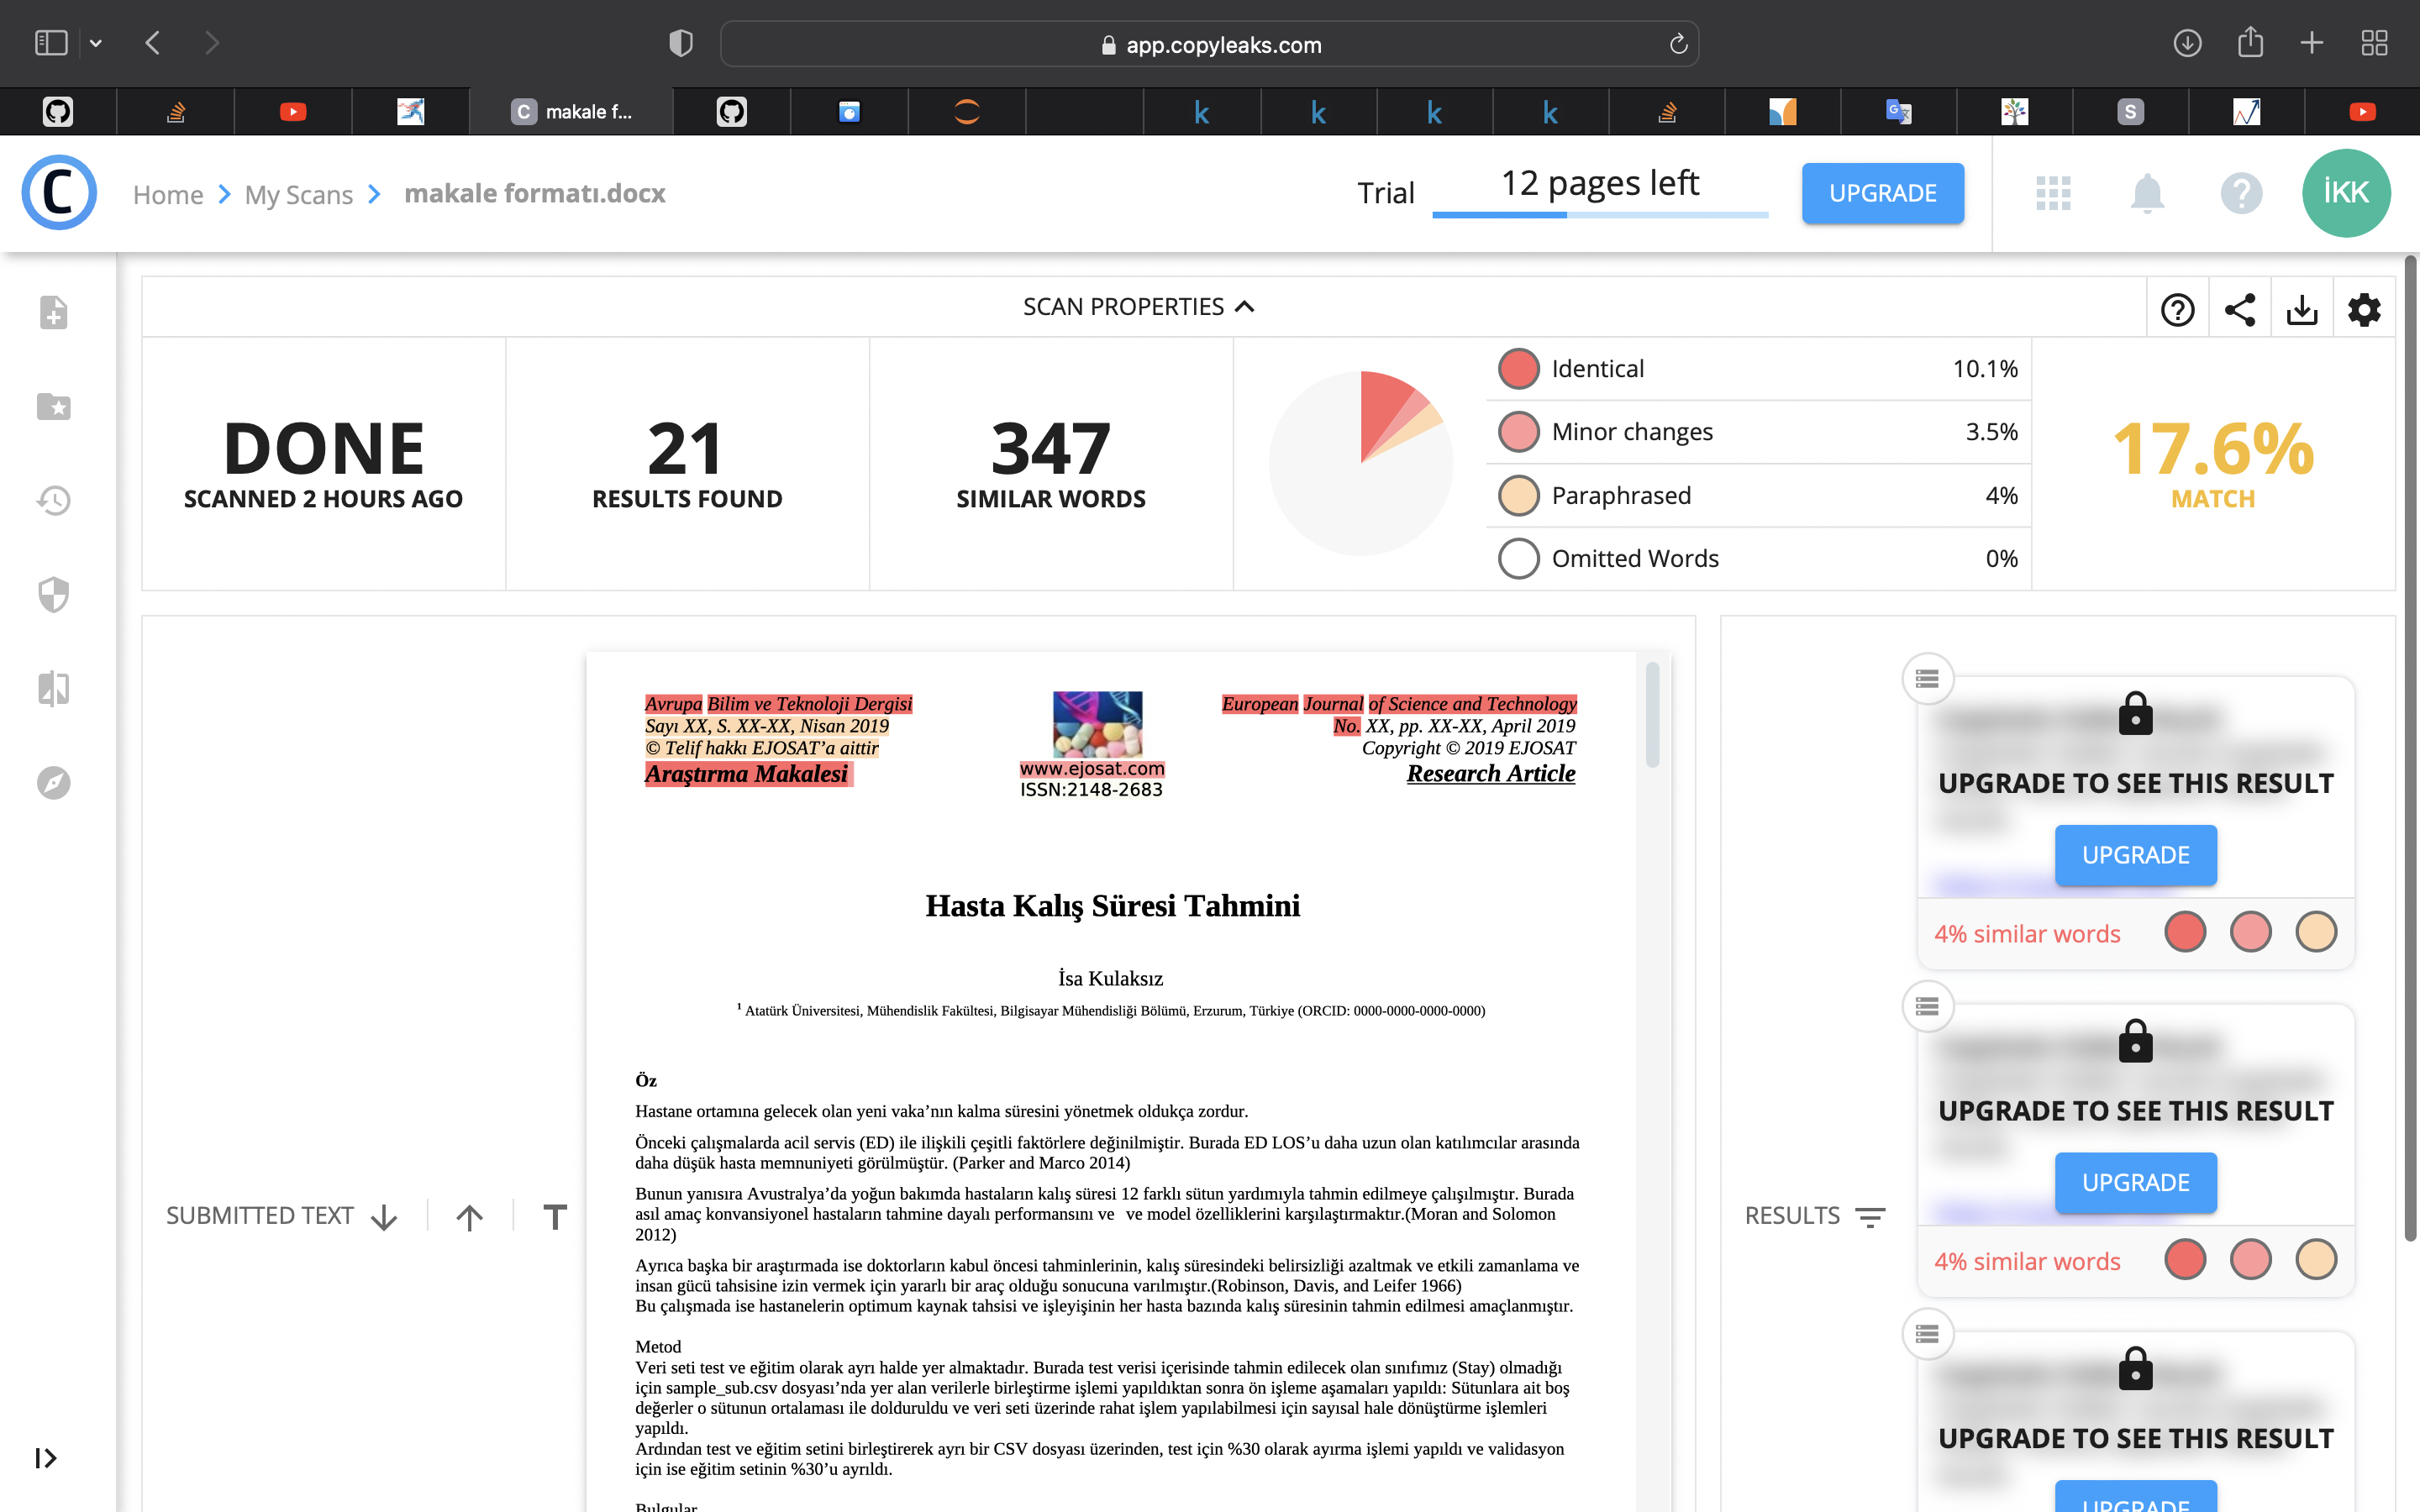 app.copyleaks.com
C makale f...
Home > My Scans > makale formatı.docx
Trial
12 pages left
UPGRADE
İKK
SCAN PROPERTIES
DONE
SCANNED 2 HOURS AGO
21
RESULTS FOUND
347
SIMILAR WORDS
Identical 10.1%
Minor changes 3.5%
Paraphrased 4%
Omitted Words 0%
17.6%
MATCH
SUBMITTED TEXT
T
Avrupa Bilim ve Teknoloji Dergisi
Sayı XX, S. XX-XX, Nisan 2019
© Telif hakkı EJOSAT’a aittir
Araştırma Makalesi
www.ejosat.com
ISSN:2148-2683
European Journal of Science and Technology
No. XX, pp. XX-XX, April 2019
Copyright © 2019 EJOSAT
Research Article
Hasta Kalış Süresi Tahmini
İsa Kulaksız
1 Atatürk Üniversitesi, Mühendislik Fakültesi, Bilgisayar Mühendisliği Bölümü, Erzurum, Türkiye (ORCID: 0000-0000-0000-0000)
Öz
Hastane ortamına gelecek olan yeni vaka’nın kalma süresini yönetmek oldukça zordur.
Önceki çalışmalarda acil servis (ED) ile ilişkili çeşitli faktörlere değinilmiştir. Burada ED LOS’u daha uzun olan katılımcılar arasında
daha düşük hasta memnuniyeti görülmüştür. (Parker and Marco 2014)
Bunun yanısıra Avustralya’da yoğun bakımda hastaların kalış süresi 12 farklı sütun yardımıyla tahmin edilmeye çalışılmıştır. Burada
asıl amaç konvansiyonel hastaların tahmine dayalı performansını ve ve model özelliklerini karşılaştırmaktır.(Moran and Solomon
2012)
Ayrıca başka bir araştırmada ise doktorların kabul öncesi tahminlerinin, kalış süresindeki belirsizliği azaltmak ve etkili zamanlama ve
insan gücü tahsisine izin vermek için yararlı bir araç olduğu sonucuna varılmıştır.(Robinson, Davis, and Leifer 1966)
Bu çalışmada ise hastanelerin optimum kaynak tahsisi ve işleyişinin her hasta bazında kalış süresinin tahmin edilmesi amaçlanmıştır.
Metod
Veri seti test ve eğitim olarak ayrı halde yer almaktadır. Burada test verisi içerisinde tahmin edilecek olan sınıfımız (Stay) olmadığı
için sample_sub.csv dosyası’nda yer alan verilerle birleştirme işlemi yapıldıktan sonra ön işleme aşamaları yapıldı: Sütunlara ait boş
değerler o sütunun ortalaması ile dolduruldu ve veri seti üzerinde rahat işlem yapılabilmesi için sayısal hale dönüştürme işlemleri
yapıldı.
Ardından test ve eğitim setini birleştirerek ayrı bir CSV dosyası üzerinden, test için %30 olarak ayırma işlemi yapıldı ve validasyon
için ise eğitim setinin %30’u ayrıldı.
Bulgular
RESULTS
UPGRADE TO SEE THIS RESULT
UPGRADE
4% similar words
UPGRADE TO SEE THIS RESULT
UPGRADE
4% similar words
UPGRADE TO SEE THIS RESULT
UPGRADE